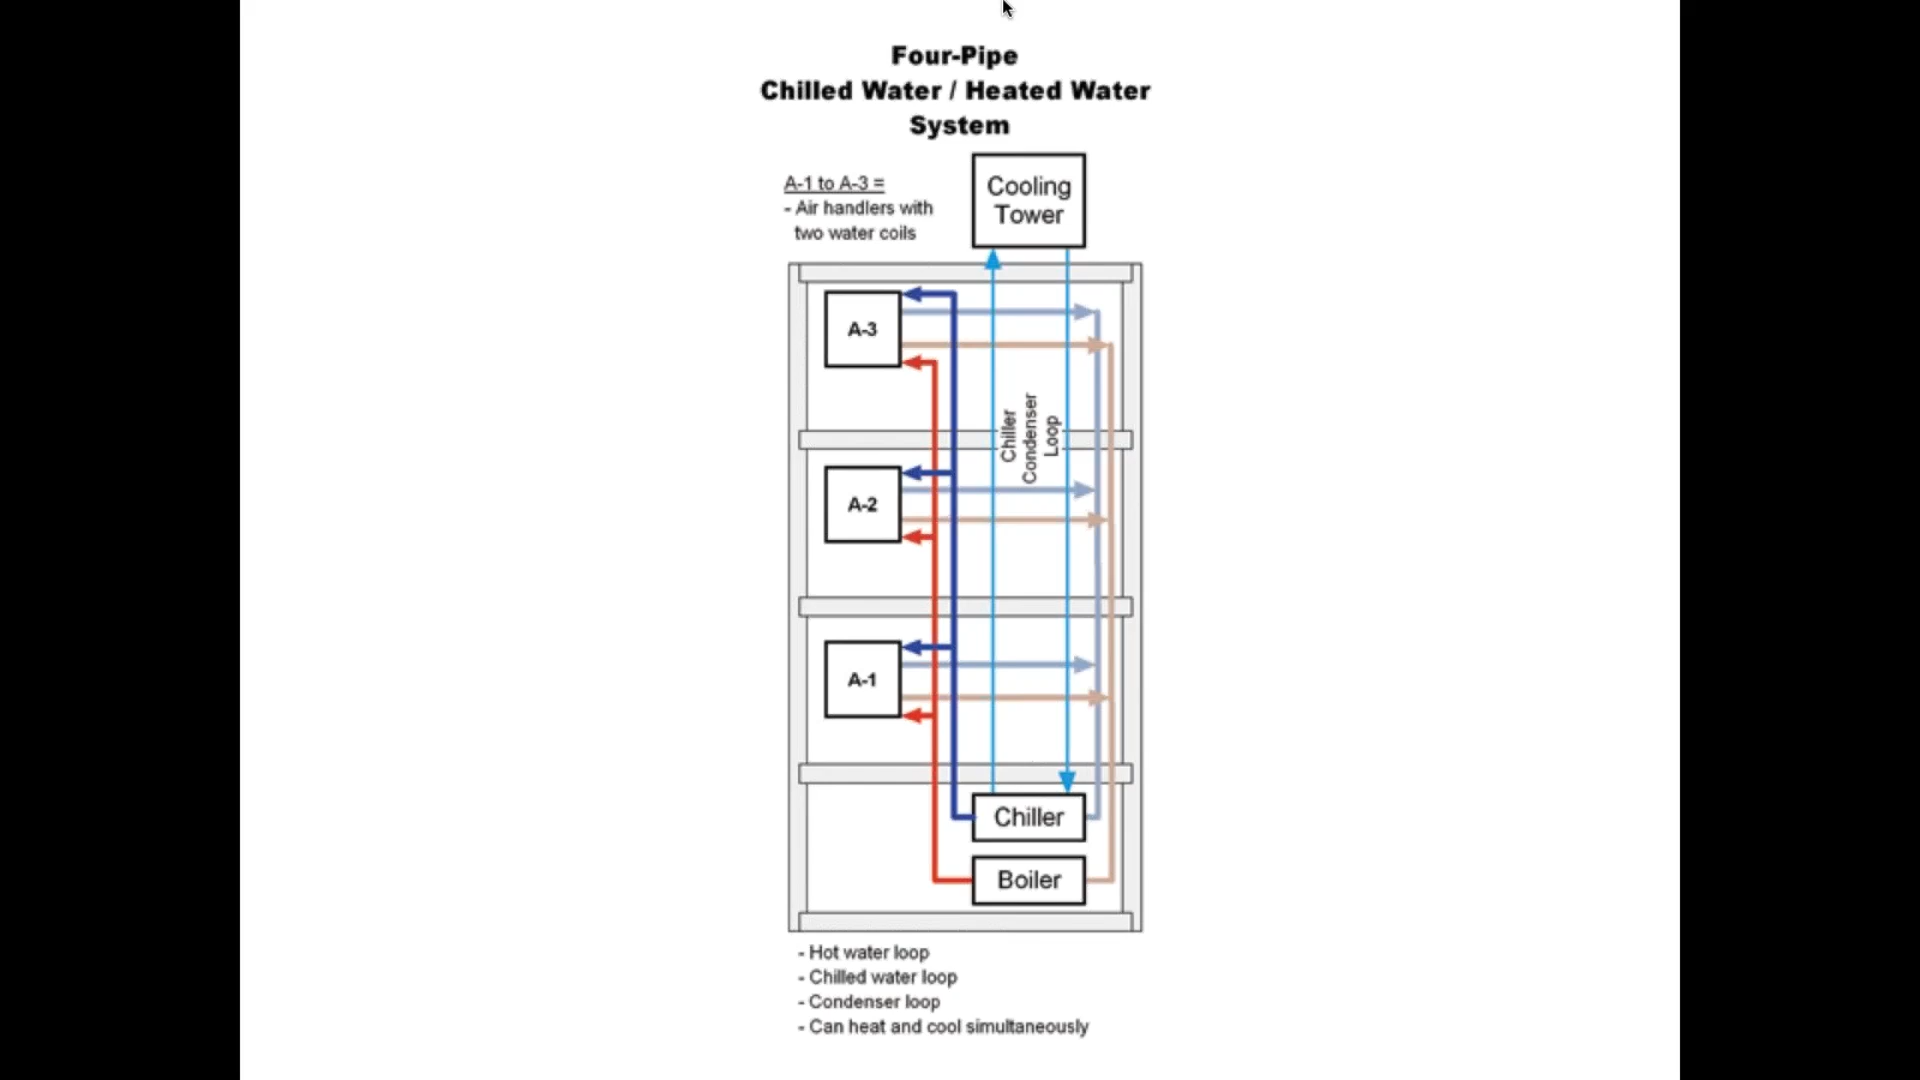 Four-Pipe
Chilled Water / Heated Water
System
A-1 to A-3 =
- Air handlers with
two water coils
Cooling
Tower
A-3
Chiller
Condenser
Loop
A-2
A-1
Chiller
Boiler
- Hot water loop
- Chilled water loop
- Condenser loop
- Can heat and cool simultaneously